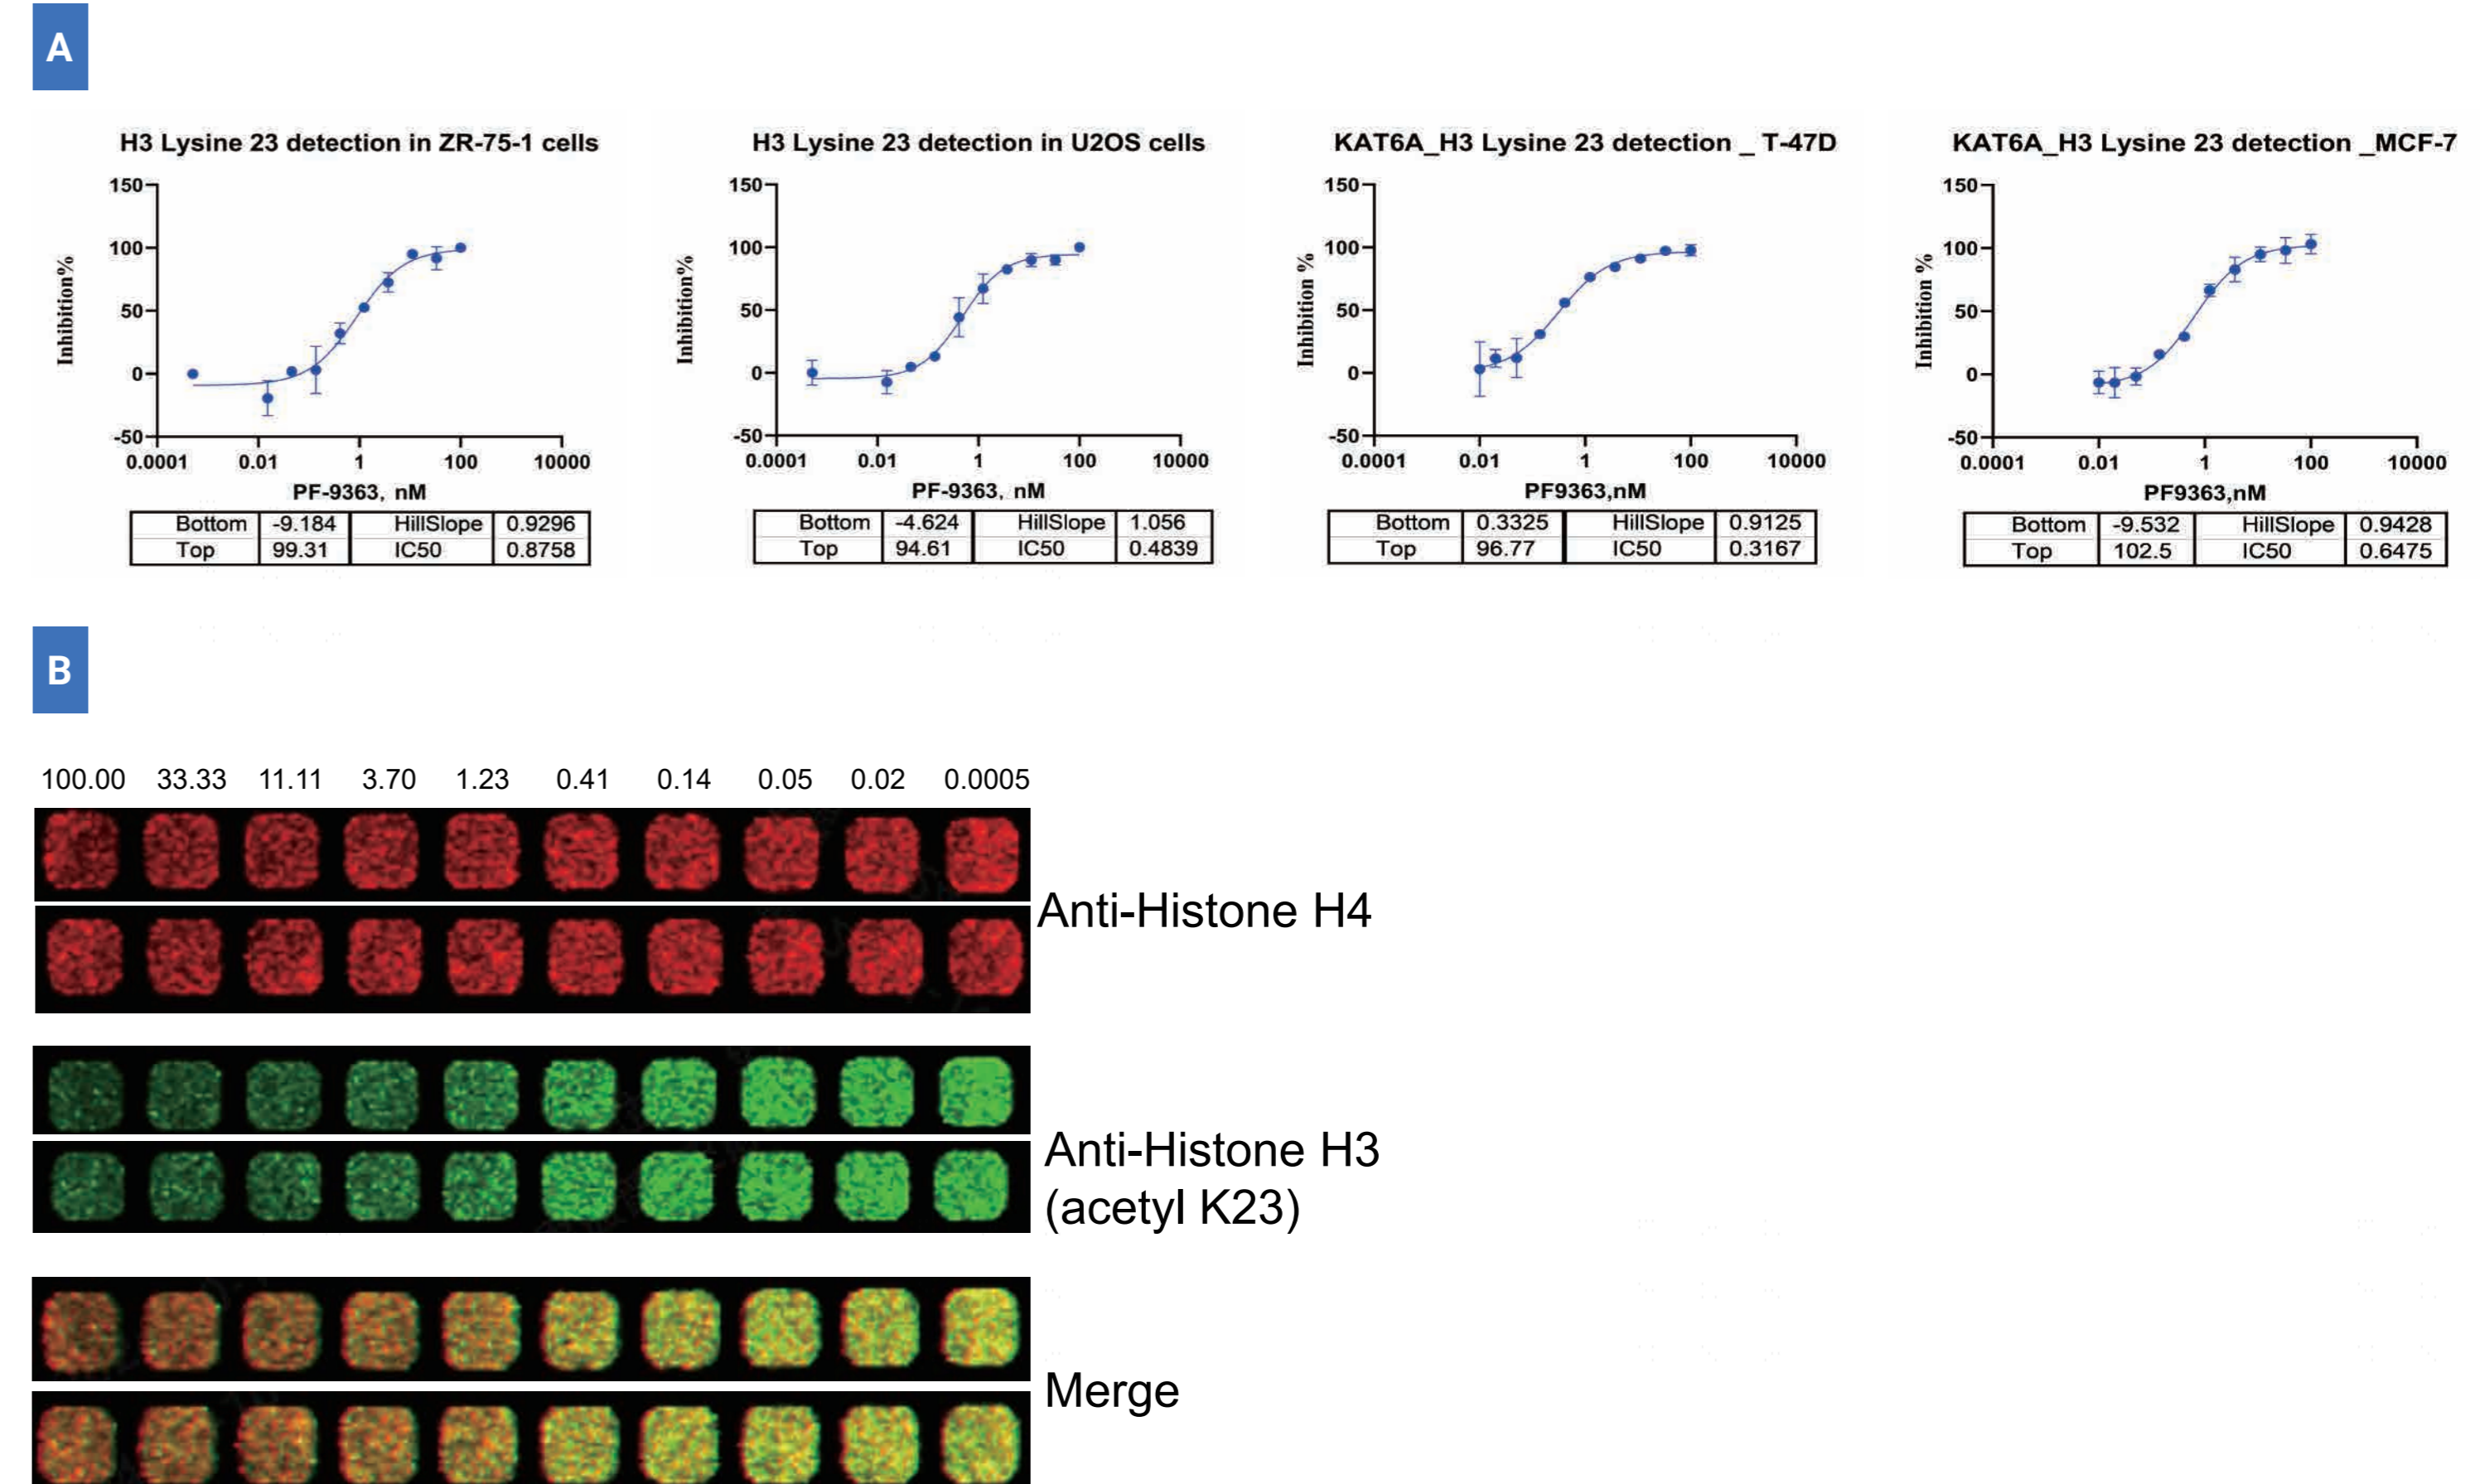 A
H3 Lysine 23 detection in ZR-75-1 cells
150
100
50
0
-50
Inhibition%
0.0001 0.01 1 100 10000
PF-9363, nM
Bottom -9.184 HillSlope 0.9296
Top 99.31 IC50 0.8758
H3 Lysine 23 detection in U2OS cells
150
100
50
0
-50
Inhibition%
0.0001 0.01 1 100 10000
PF-9363, nM
Bottom -4.624 HillSlope 1.056
Top 94.61 IC50 0.4839
KAT6A_H3 Lysine 23 detection _ T-47D
150
100
50
0
-50
Inhibition %
0.0001 0.01 1 100 10000
PF9363,nM
Bottom 0.3325 HillSlope 0.9125
Top 96.77 IC50 0.3167
KAT6A_H3 Lysine 23 detection _MCF-7
150
100
50
0
-50
Inhibition %
0.0001 0.01 1 100 10000
PF9363,nM
Bottom -9.532 HillSlope 0.9428
Top 102.5 IC50 0.6475
B
100.00 33.33 11.11 3.70 1.23 0.41 0.14 0.05 0.02 0.0005
Anti-Histone H4
Anti-Histone H3
(acetyl K23)
Merge